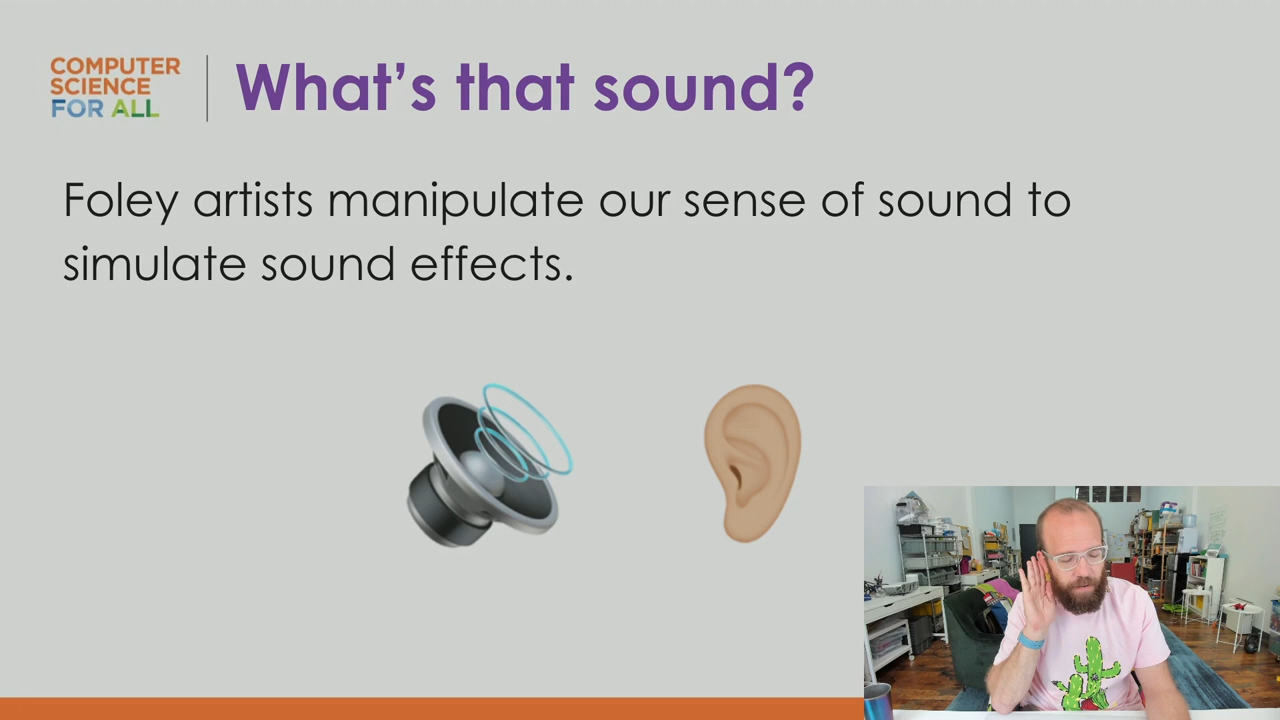 COMPUTER
SCIENCE
FOR ALL
What's that sound?
Foley artists manipulate our sense of sound to
simulate sound effects.